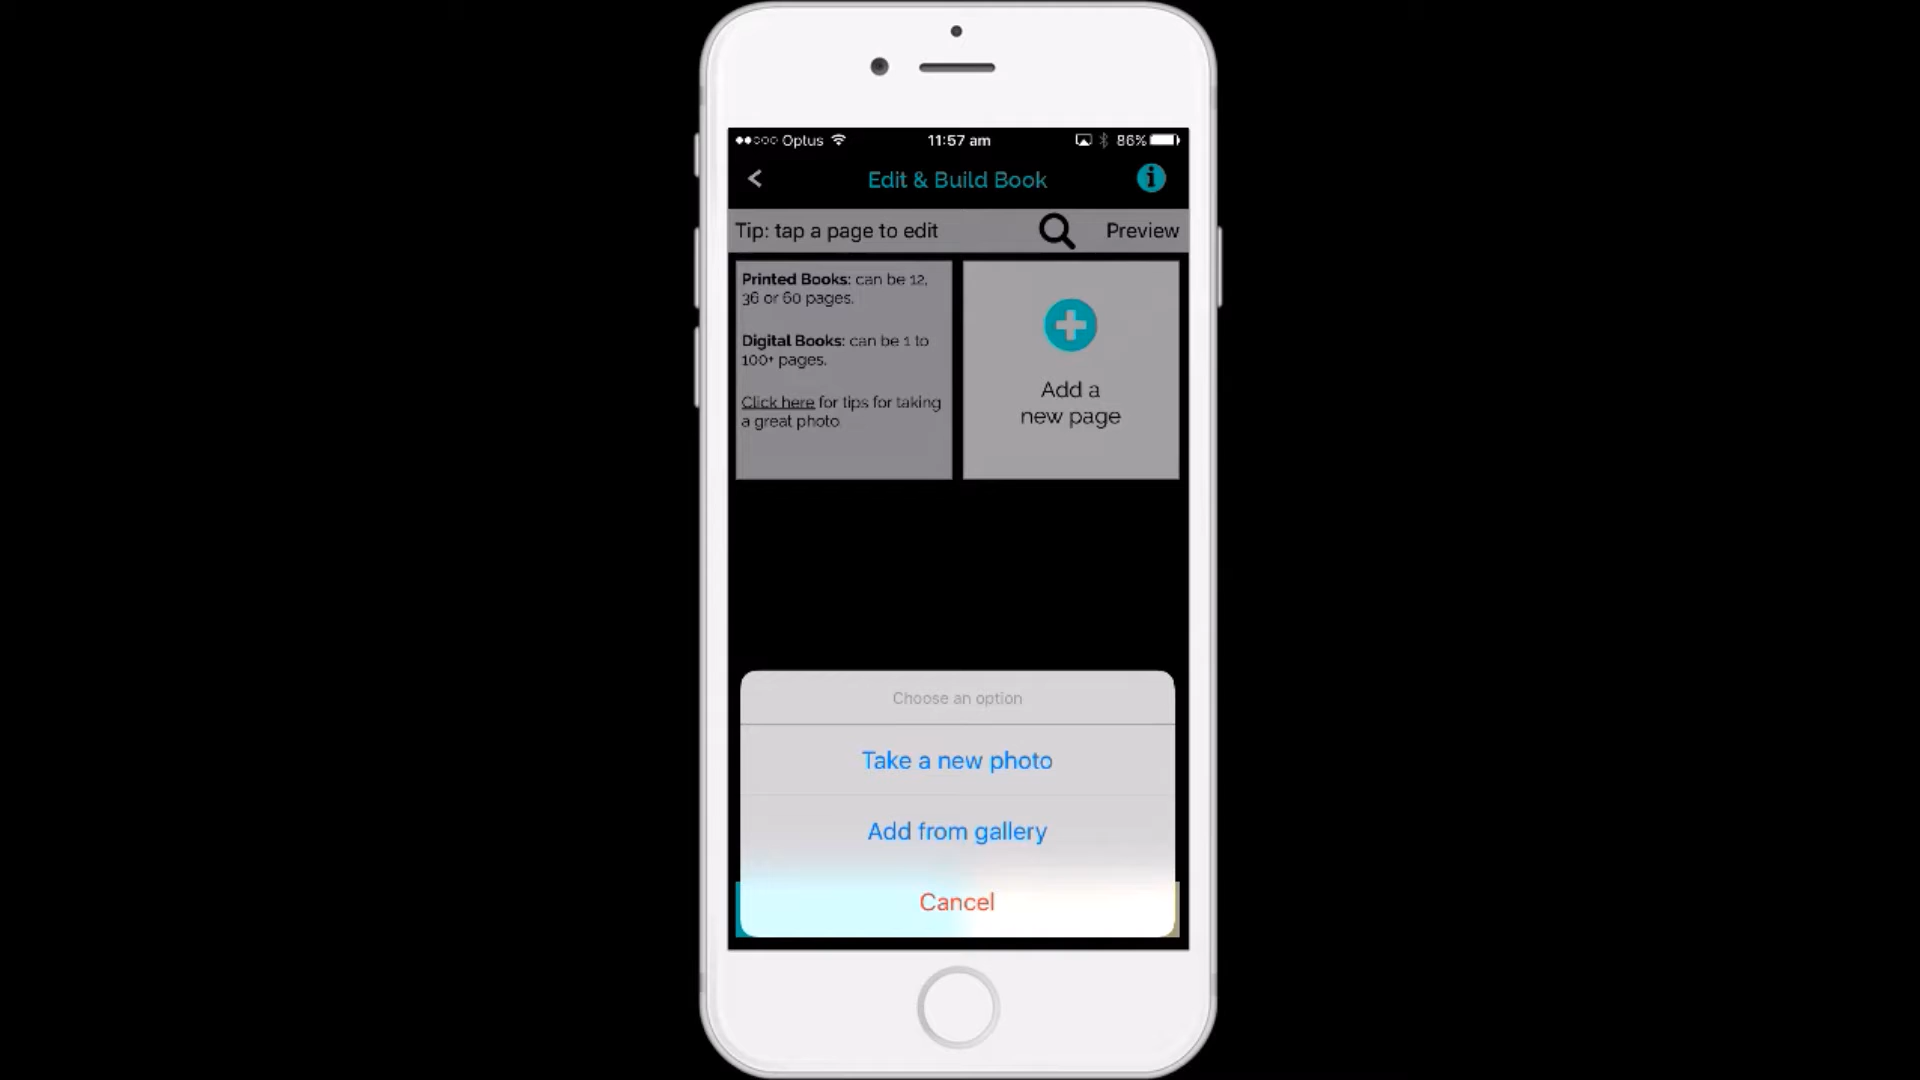 Optus
11:57 am
86%
Edit & Build Book
Tip: tap a page to edit
Preview
Printed Books: can be 12,
36 or 60 pages.
Digital Books: can be 1 to
100+ pages.
Click here for tips for taking
a great photo
Add a
new page
Choose an option
Take a new photo
Add from gallery
Cancel